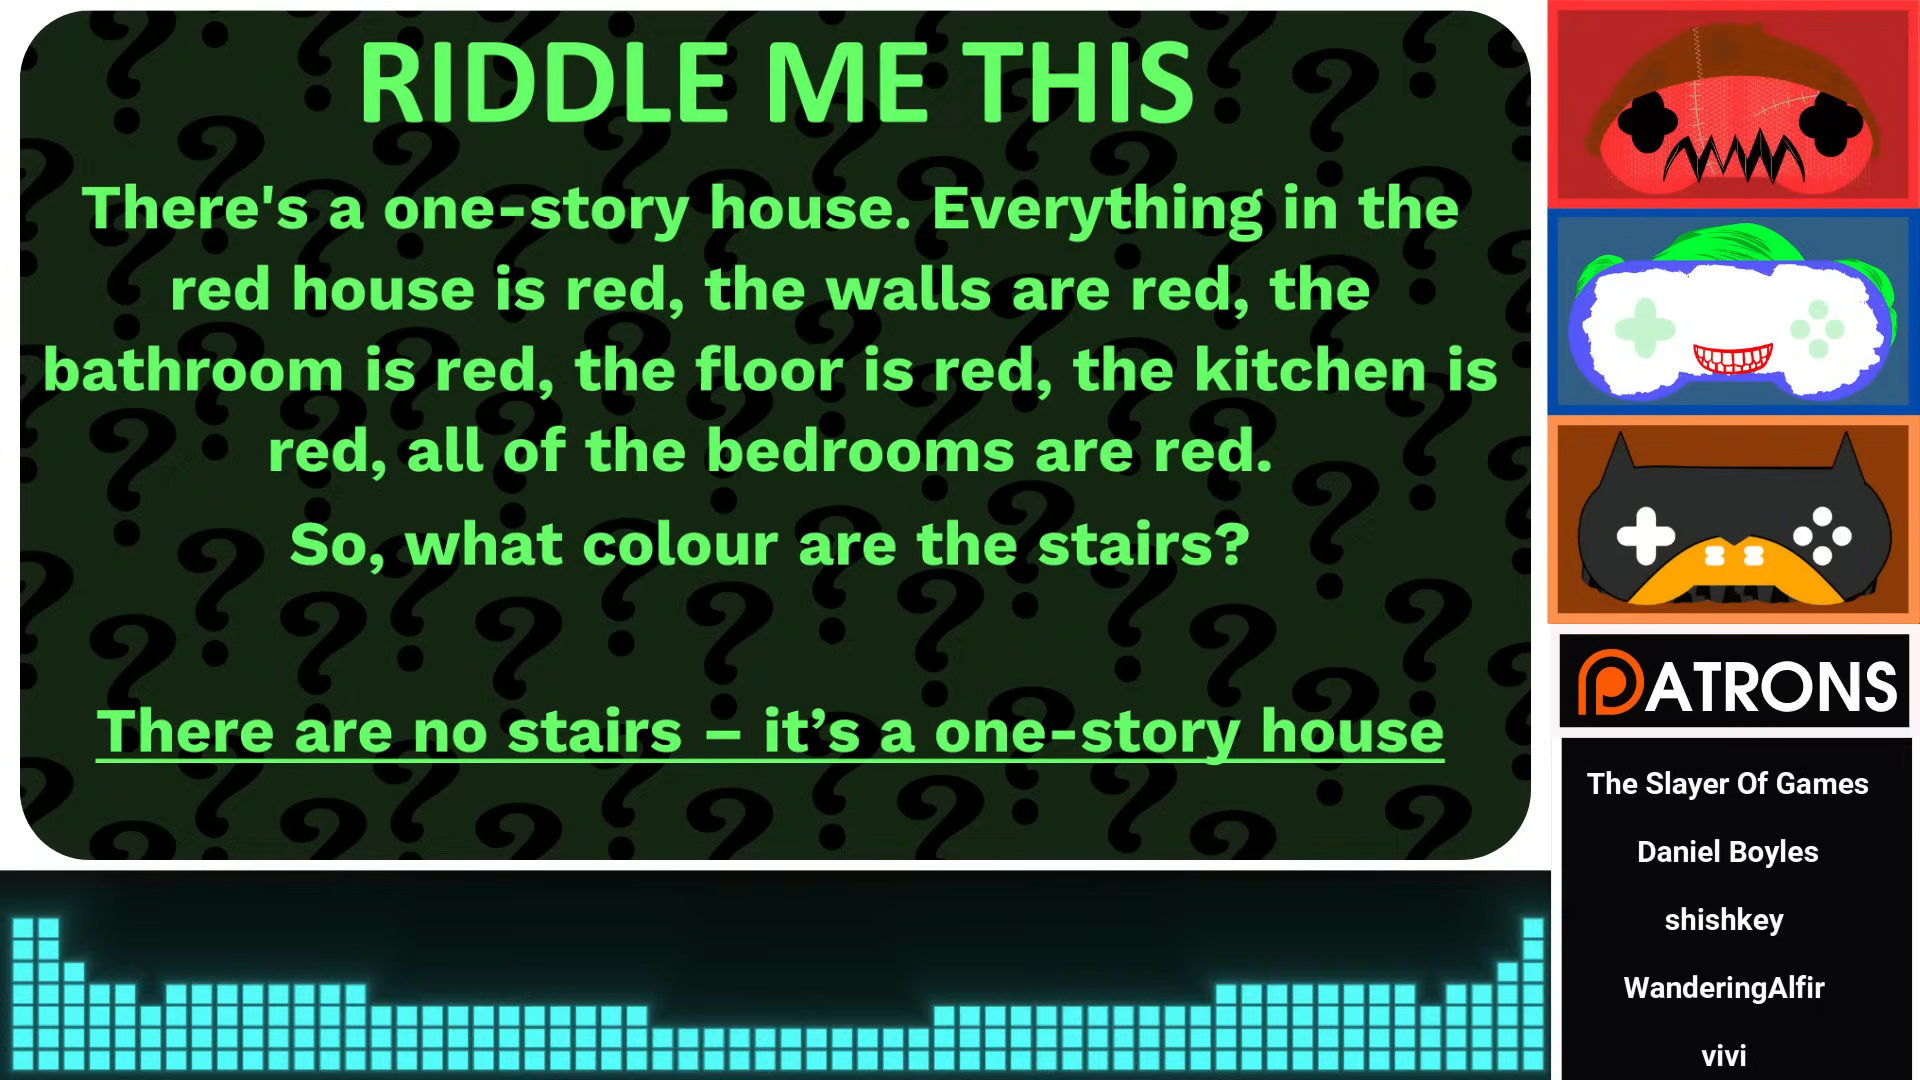 RIDDLE ME THIS
There's a one-story house. Everything in the
red house is red, the walls are red, the
bathroom is red, the floor is red, the kitchen is
red, all of the bedrooms are red.
So, what colour are the stairs?
There are no stairs – it’s a one-story house
PATRONS
The Slayer Of Games
Daniel Boyles
shishkey
WanderingAlfir
vivi